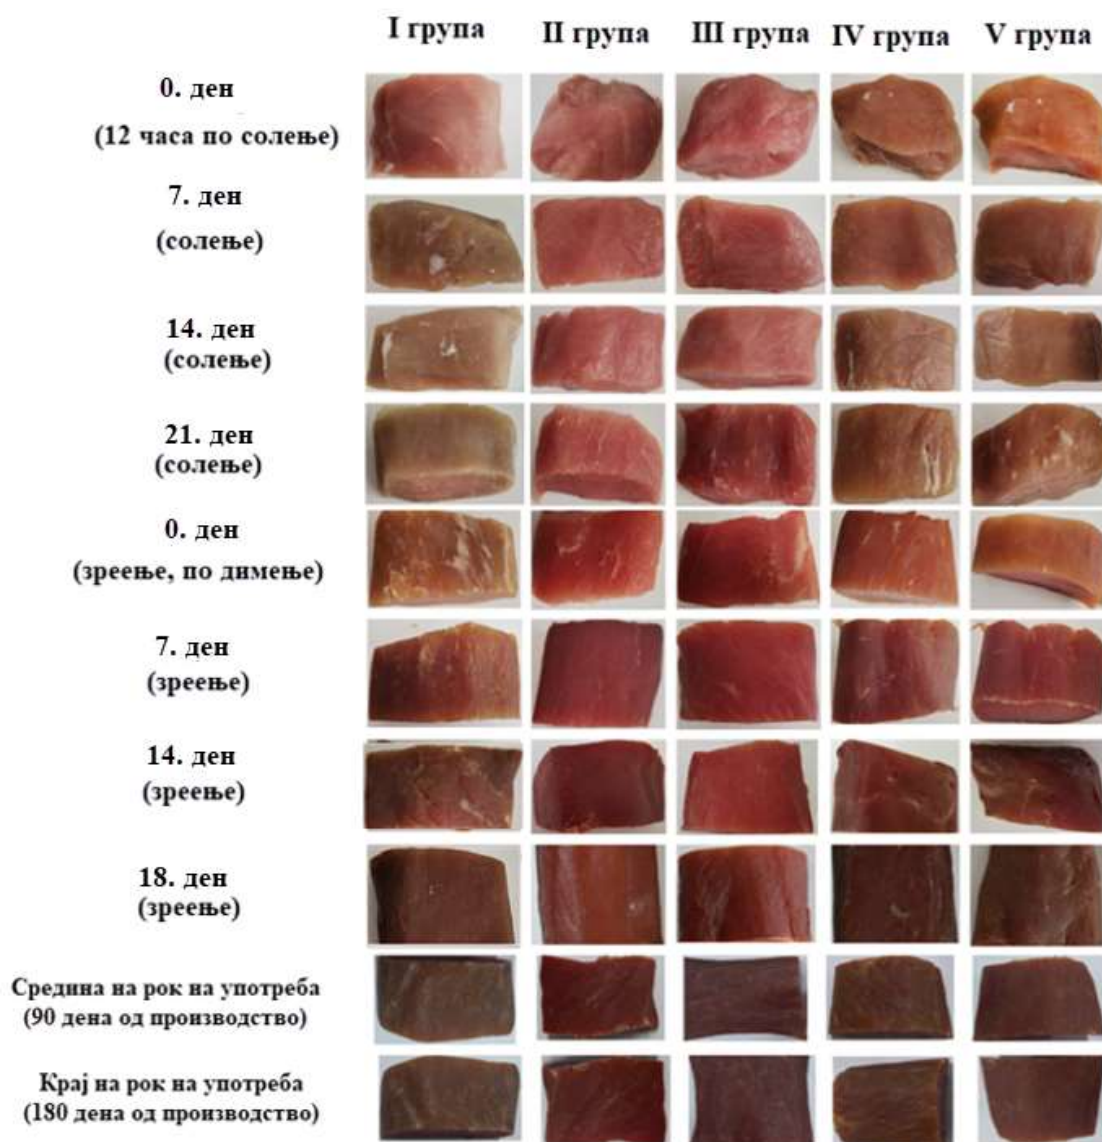 I група II група III група IV група V група
0. ден
(12 часа по солење)
7. ден
(солење)
14. ден
(солење)
21. ден
(солење)
0. ден
(зреење, по димење)
7. ден
(зреење)
14. ден
(зреење)
18. ден
(зреење)
Средина на рок на употреба
(90 дена од производство)
Крај на рок на употреба
(180 дена од производство)